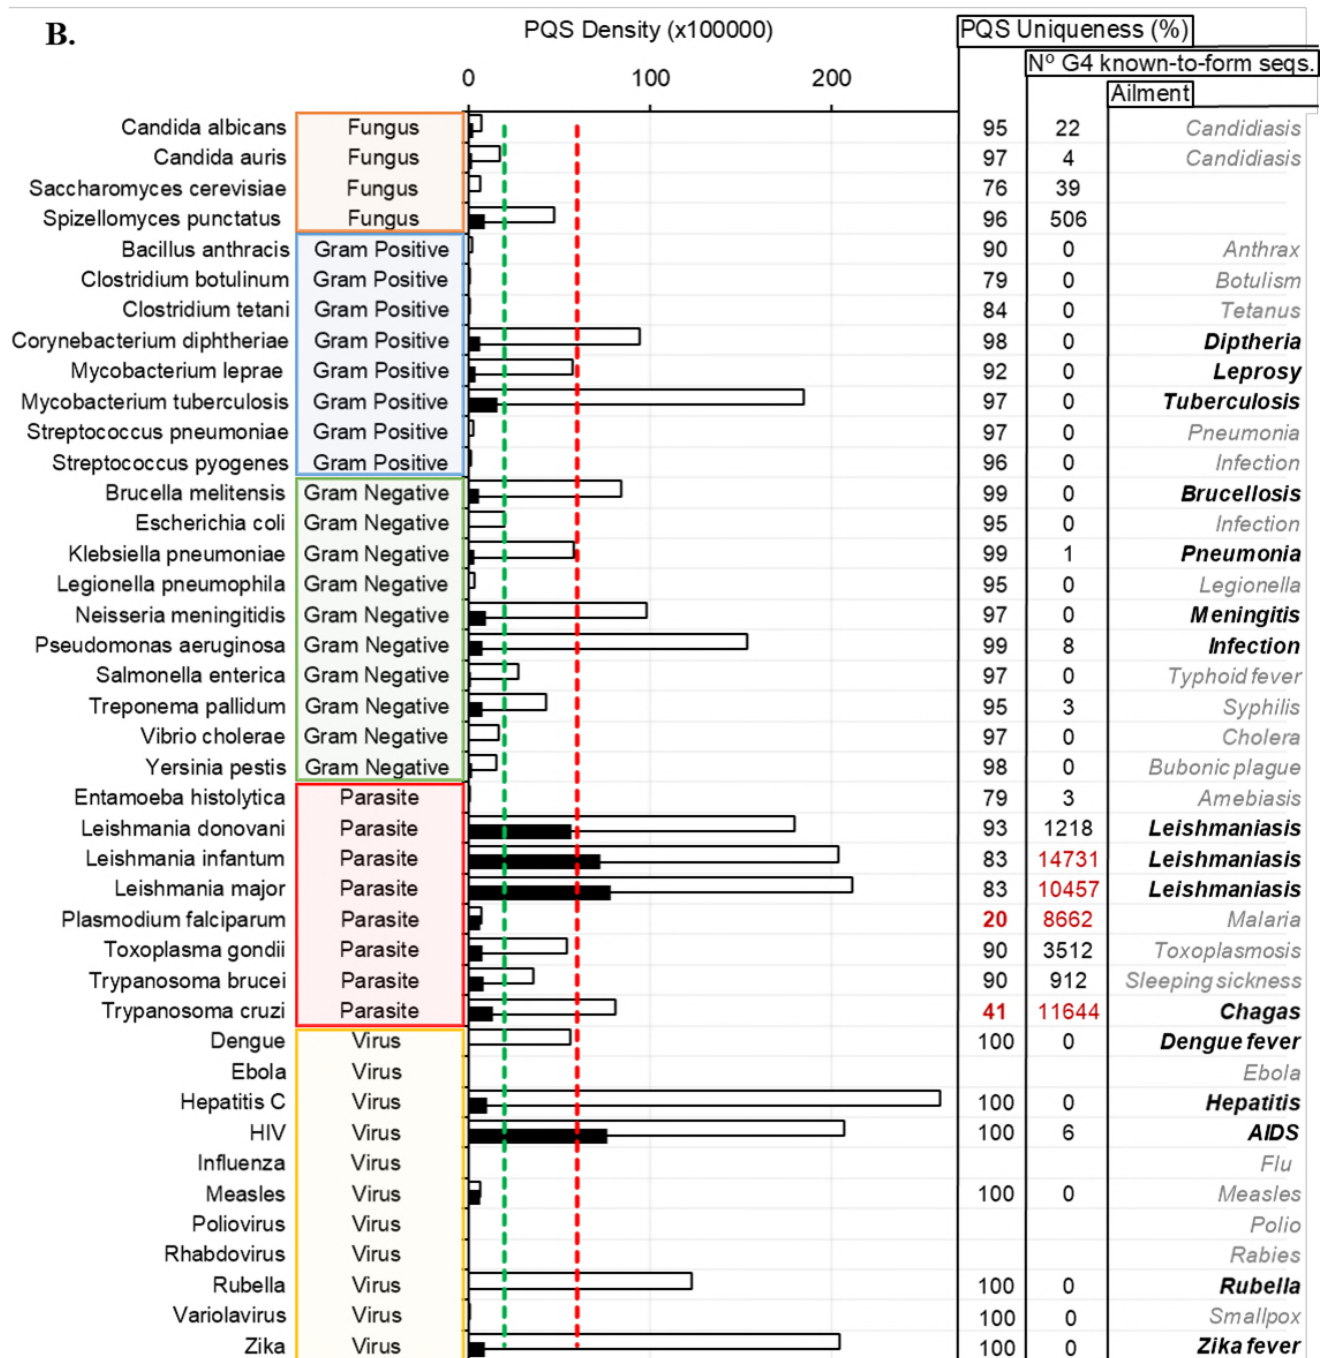 B.
PQS Density (x100000)
PQS Uniqueness (%)
Nº G4 known-to-form seqs.
Ailment
0 100 200
Candida albicans Fungus 95 22 Candidiasis
Candida auris Fungus 97 4 Candidiasis
Saccharomyces cerevisiae Fungus 76 39
Spizellomyces punctatus Fungus 96 506
Bacillus anthracis Gram Positive 90 0 Anthrax
Clostridium botulinum Gram Positive 79 0 Botulism
Clostridium tetani Gram Positive 84 0 Tetanus
Corynebacterium diphtheriae Gram Positive 98 0 Diptheria
Mycobacterium leprae Gram Positive 92 0 Leprosy
Mycobacterium tuberculosis Gram Positive 97 0 Tuberculosis
Streptococcus pneumoniae Gram Positive 97 0 Pneumonia
Streptococcus pyogenes Gram Positive 96 0 Infection
Brucella melitensis Gram Negative 99 0 Brucellosis
Escherichia coli Gram Negative 95 0 Infection
Klebsiella pneumoniae Gram Negative 99 1 Pneumonia
Legionella pneumophila Gram Negative 95 0 Legionella
Neisseria meningitidis Gram Negative 97 0 Meningitis
Pseudomonas aeruginosa Gram Negative 99 8 Infection
Salmonella enterica Gram Negative 97 0 Typhoid fever
Treponema pallidum Gram Negative 95 3 Syphilis
Vibrio cholerae Gram Negative 97 0 Cholera
Yersinia pestis Gram Negative 98 0 Bubonic plague
Entamoeba histolytica Parasite 79 3 Amebiasis
Leishmania donovani Parasite 93 1218 Leishmaniasis
Leishmania infantum Parasite 83 14731 Leishmaniasis
Leishmania major Parasite 83 10457 Leishmaniasis
Plasmodium falciparum Parasite 20 8662 Malaria
Toxoplasma gondii Parasite 90 3512 Toxoplasmosis
Trypanosoma brucei Parasite 90 912 Sleeping sickness
Trypanosoma cruzi Parasite 41 11644 Chagas
Dengue Virus 100 0 Dengue fever
Ebola Virus Ebola
Hepatitis C Virus 100 0 Hepatitis
HIV Virus 100 6 AIDS
Influenza Virus Flu
Measles Virus 100 0 Measles
Poliovirus Virus Polio
Rhabdovirus Virus Rabies
Rubella Virus 100 0 Rubella
Variolavirus Virus 100 0 Smallpox
Zika Virus 100 0 Zika fever